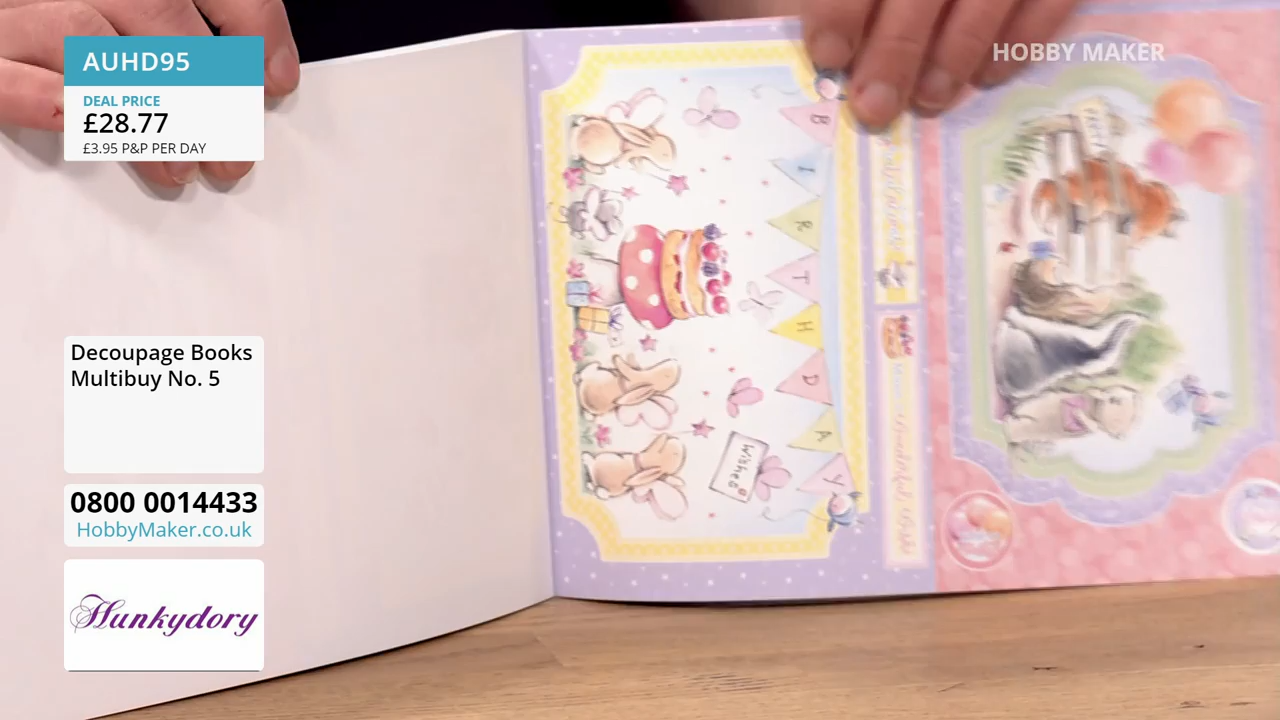 AUHD95
DEAL PRICE
£28.77
£3.95 P&P PER DAY
Decoupage Books
Multibuy No. 5
0800 0014433
HobbyMaker.co.uk
Hunkydory
HOBBY MAKER
BIRTHDAY
Wishes